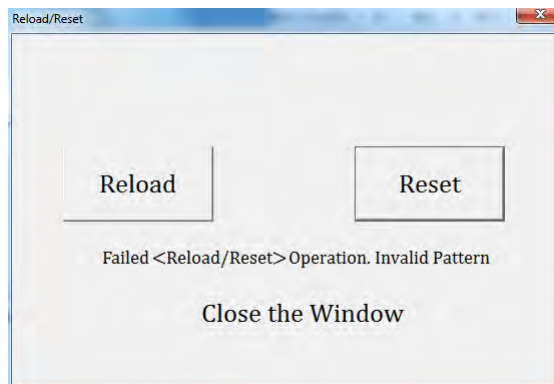 Reload/Reset
Reload
Reset
Failed <Reload/Reset> Operation. Invalid Pattern
Close the Window